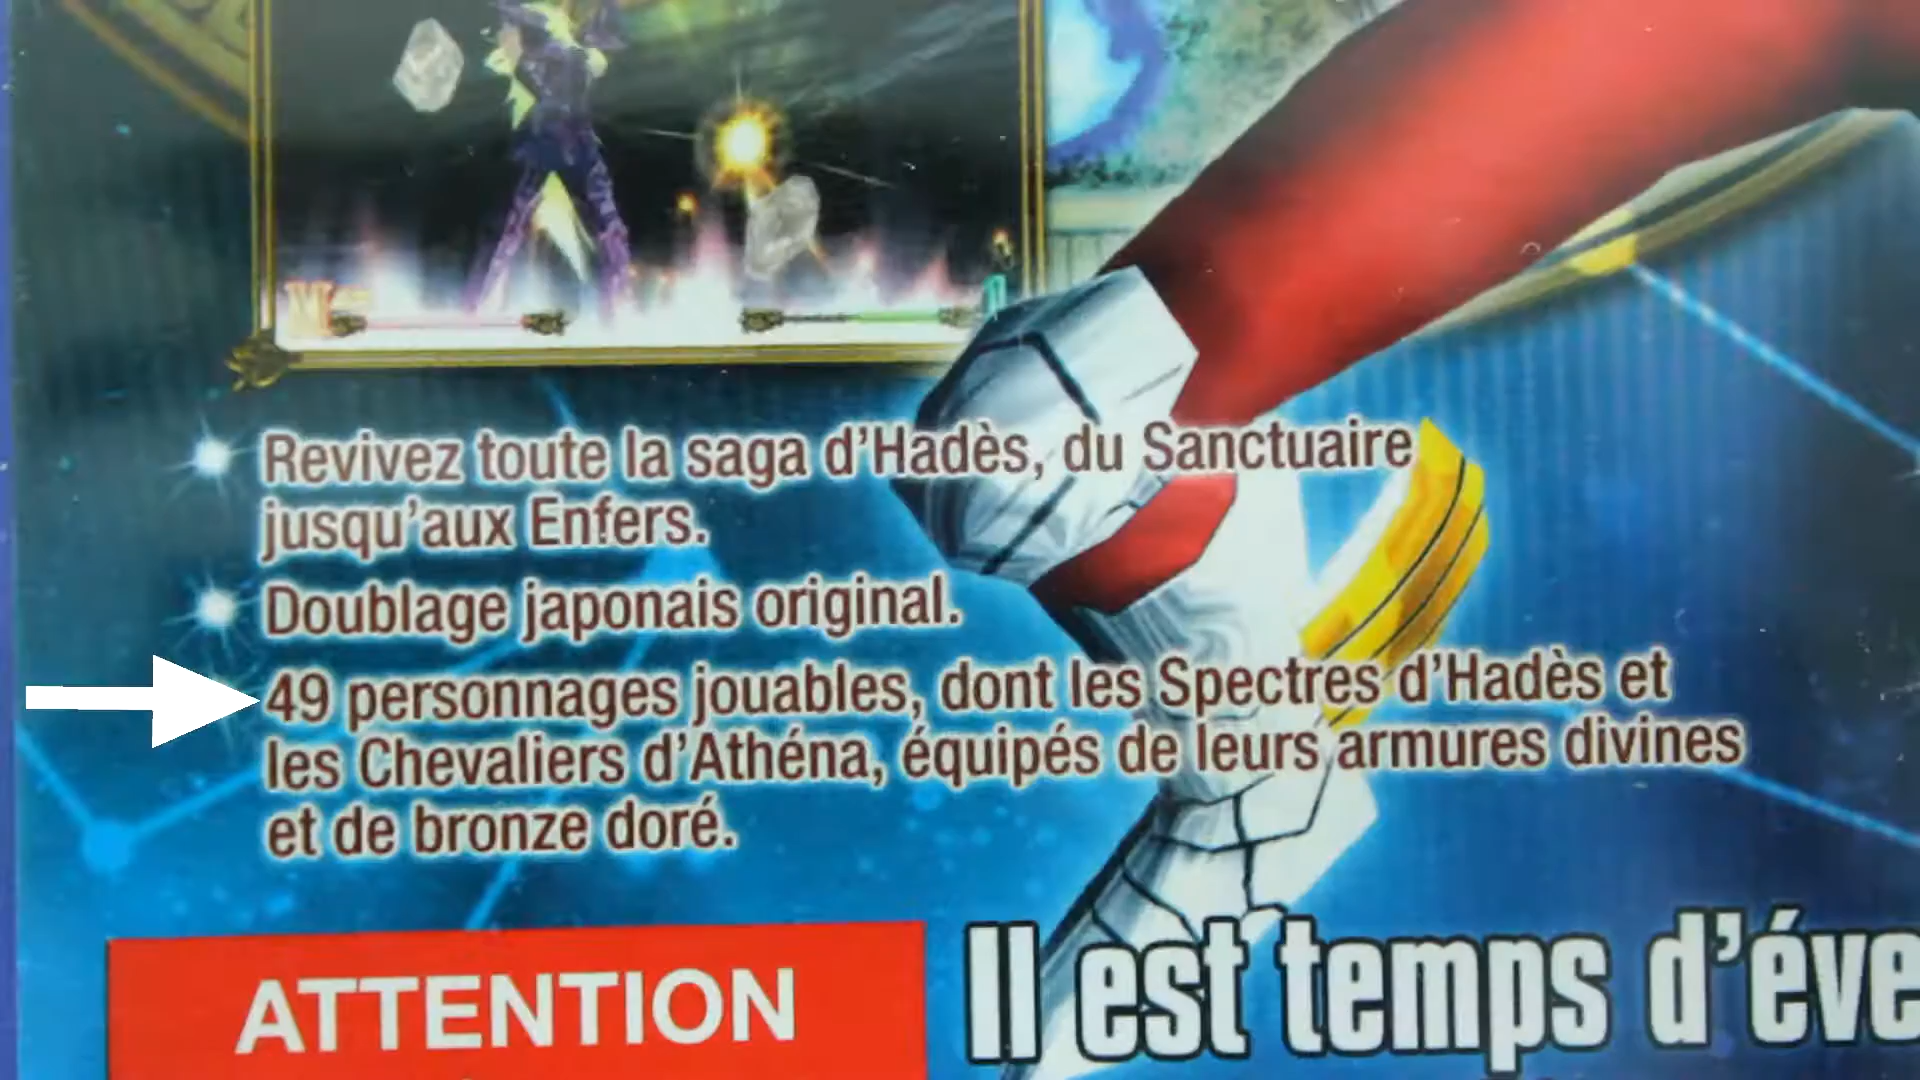 Revivez toute la saga d'Hadès, du Sanctuaire
jusqu'aux Enfers.
Doublage japonais original.
49 personnages jouables, dont les Spectres d'Hadès et
les Chevaliers d'Athéna, équipés de leurs armures divines
et de bronze doré.
ATTENTION
Il est temps d'éve